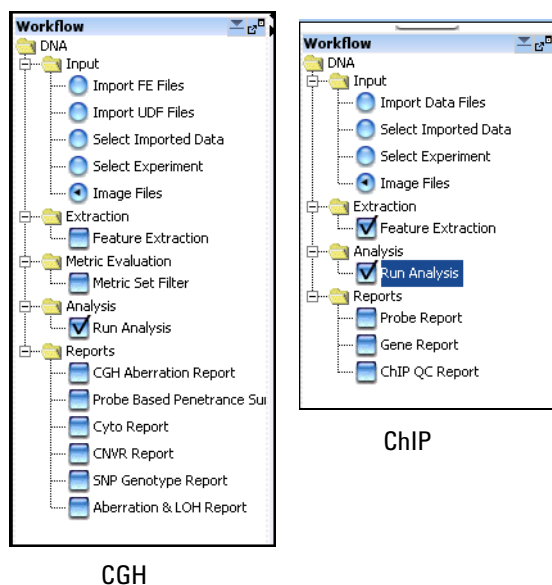 Workflow
DNA
Input
Import FE Files
Import UDF Files
Select Imported Data
Select Experiment
Image Files
Extraction
Feature Extraction
Metric Evaluation
Metric Set Filter
Analysis
Run Analysis
Reports
CGH Aberration Report
Probe Based Penetrance Sui
Cyto Report
CNVR Report
SNP Genotype Report
Aberration & LOH Report
CGH
Workflow
DNA
Input
Import Data Files
Select Imported Data
Select Experiment
Image Files
Extraction
Feature Extraction
Analysis
Run Analysis
Reports
Probe Report
Gene Report
ChIP QC Report
ChIP